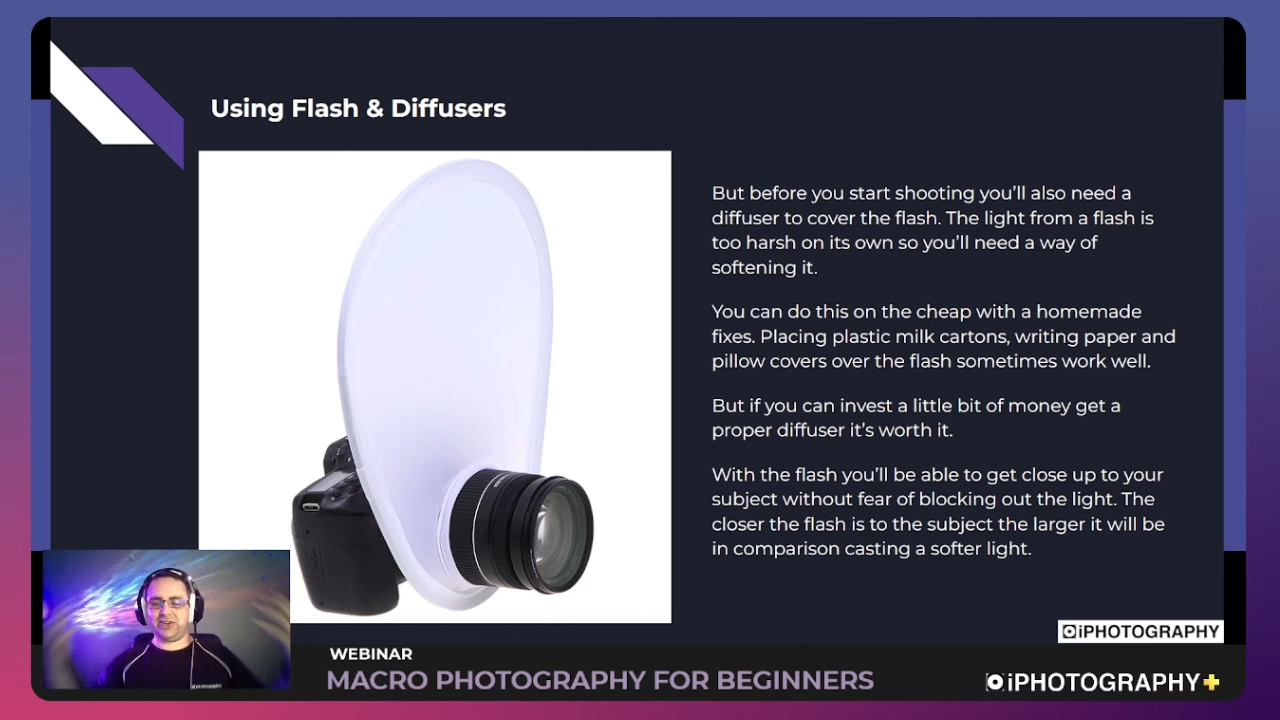 Using Flash & Diffusers
But before you start shooting you'll also need a
diffuser to cover the flash. The light from a flash is
too harsh on its own so you'll need a way of
softening it.
You can do this on the cheap with a homemade
fixes. Placing plastic milk cartons, writing paper and
pillow covers over the flash sometimes work well.
But if you can invest a little bit of money get a
proper diffuser it's worth it.
With the flash you'll be able to get close up to your
subject without fear of blocking out the light. The
closer the flash is to the subject the larger it will be
in comparison casting a softer light.
iPHOTOGRAPHY
WEBINAR
MACRO PHOTOGRAPHY FOR BEGINNERS
iPHOTOGRAPHY+